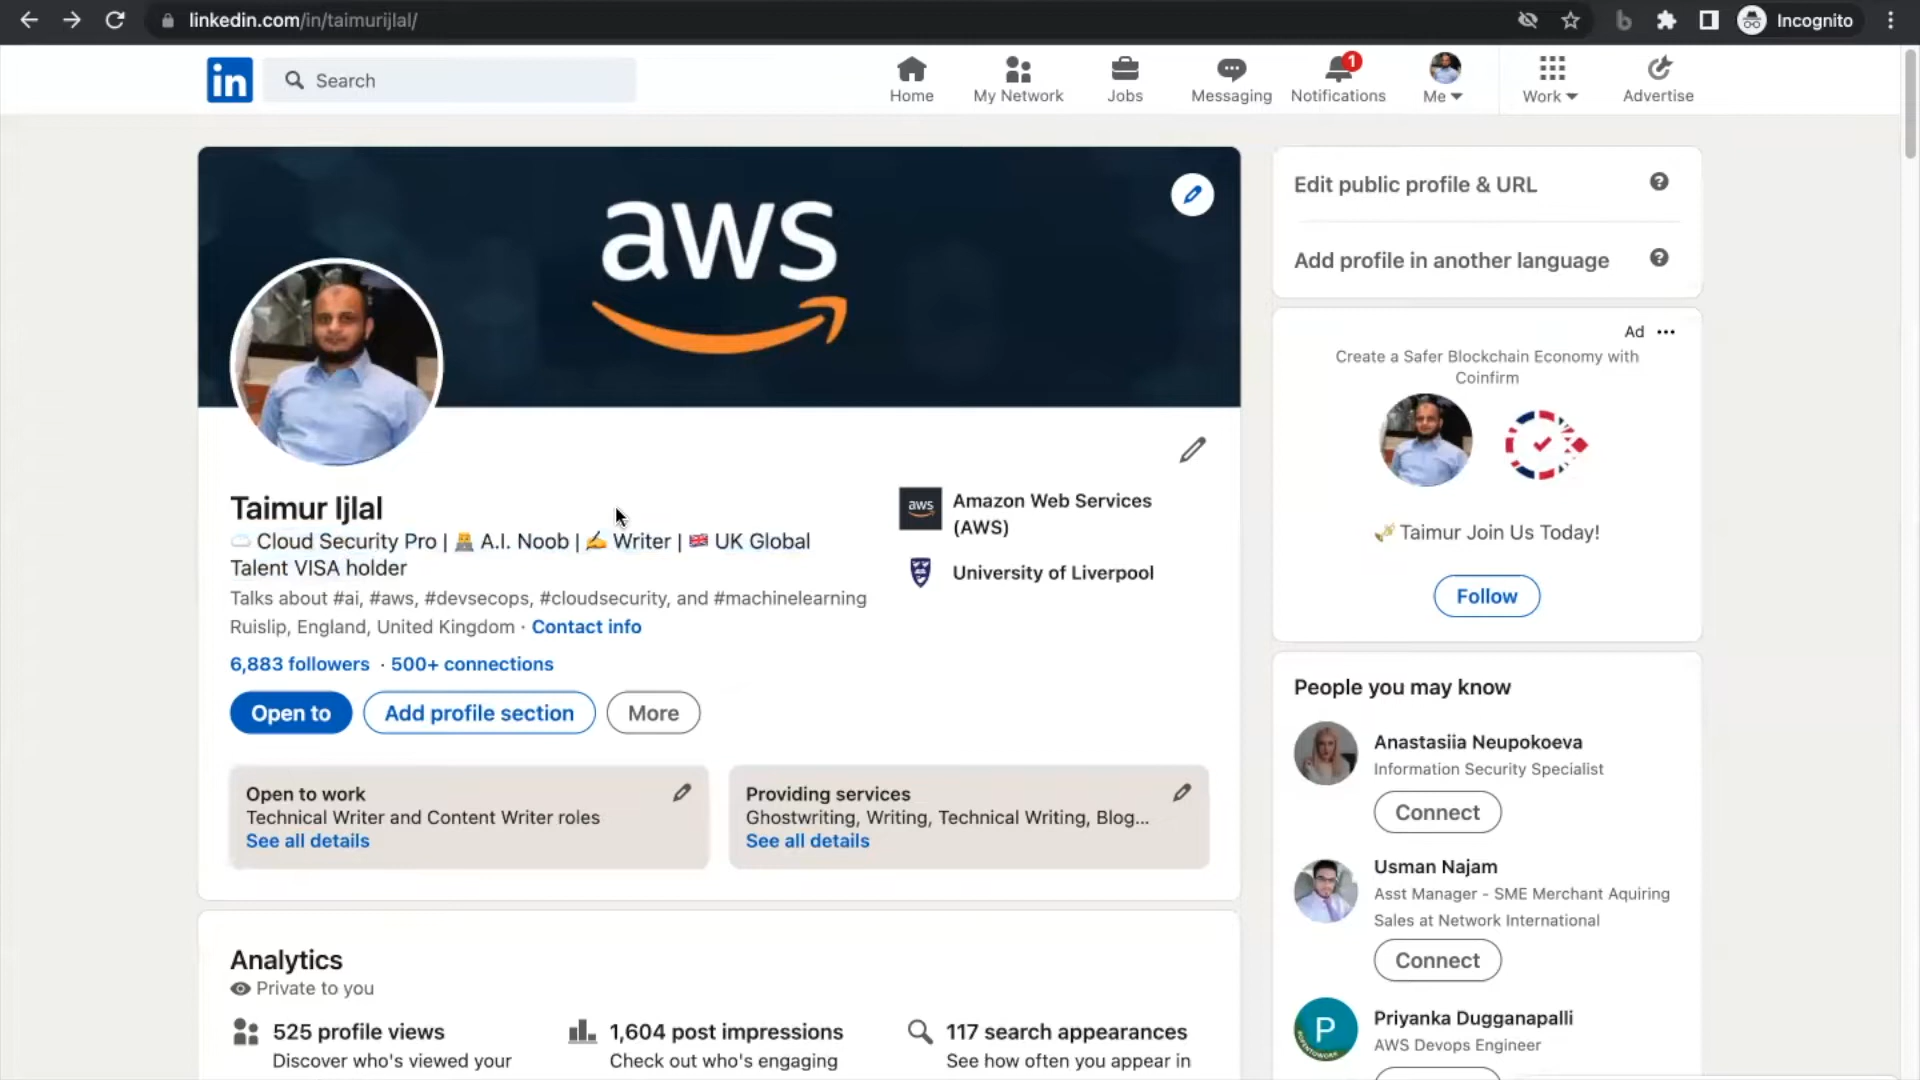 linkedin.com/in/taimurijlal/
Incognito
in
Search
Home
My Network
Jobs
Messaging
1
Notifications
Me
Work
Advertise
aws
Edit public profile & URL
Add profile in another language
Ad
Create a Safer Blockchain Economy with
Coinfirm
Taimur Join Us Today!
Follow
Taimur Ijlal
Cloud Security Pro | A.I. Noob | Writer | UK Global
Talent VISA holder
Talks about #ai, #aws, #devsecops, #cloudsecurity, and #machinelearning
Ruislip, England, United Kingdom · Contact info
6,883 followers · 500+ connections
aws
Amazon Web Services
(AWS)
University of Liverpool
Open to
Add profile section
More
Open to work
Technical Writer and Content Writer roles
See all details
Providing services
Ghostwriting, Writing, Technical Writing, Blog...
See all details
Analytics
Private to you
525 profile views
Discover who's viewed your
1,604 post impressions
Check out who's engaging
117 search appearances
See how often you appear in
People you may know
Anastasiia Neupokoeva
Information Security Specialist
Connect
Usman Najam
Asst Manager - SME Merchant Aquiring
Sales at Network International
Connect
P
#OPENTOWORK
Priyanka Dugganapalli
AWS Devops Engineer